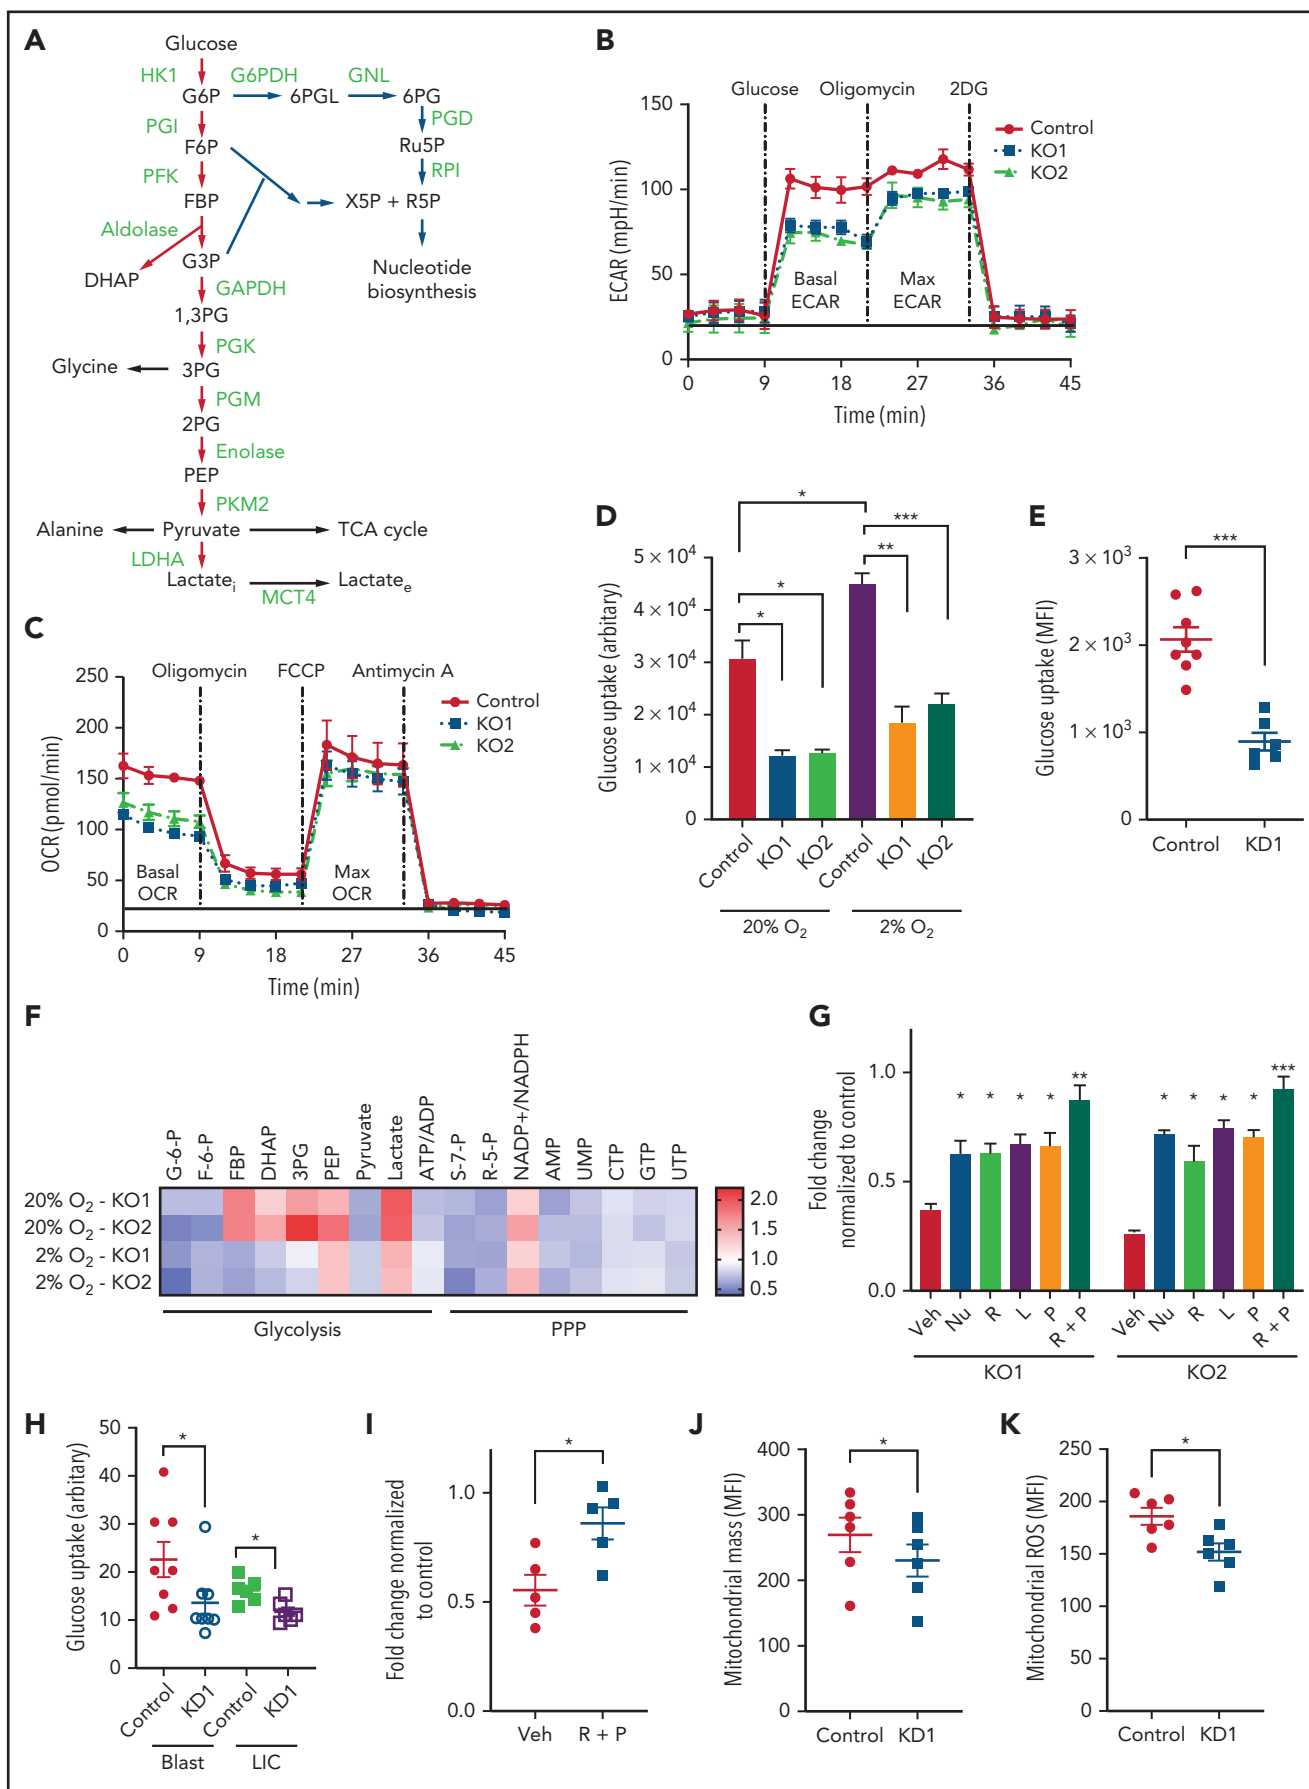 A
Glucose
HK1
G6PDH
GNL
G6P
6PGL
6PG
PGI
PGD
F6P
Ru5P
PFK
RPI
FBP
X5P + R5P
Aldolase
G3P
DHAP
Nucleotide
biosynthesis
GAPDH
1,3PG
PGK
Glycine
3PG
PGM
2PG
Enolase
PEP
PKM2
Alanine
Pyruvate
TCA cycle
LDHA
Lactatei
Lactatee
MCT4
B
Glucose
Oligomycin
2DG
150
100
50
0
ECAR (mpH/min)
Control
KO1
KO2
Basal
ECAR
Max
ECAR
0
9
18
27
36
45
Time (min)
C
Oligomycin
FCCP
Antimycin A
250
200
150
100
50
0
OCR (pmol/min)
Control
KO1
KO2
Basal
OCR
Max
OCR
0
9
18
27
36
45
Time (min)
D
*
***
**
*
*
5 × 10⁴
4 × 10⁴
3 × 10⁴
2 × 10⁴
1 × 10⁴
0
Glucose uptake (arbitary)
Control
KO1
KO2
Control
KO1
KO2
20% O₂
2% O₂
E
***
3 × 10³
2 × 10³
1 × 10³
0
Glucose uptake (MFI)
Control
KD1
F
G-6-P
F-6-P
FBP
DHAP
3PG
PEP
Pyruvate
Lactate
ATP/ADP
S-7-P
R-5-P
NADP+/NADPH
AMP
UMP
CTP
GTP
UTP
20% O₂ - KO1
20% O₂ - KO2
2% O₂ - KO1
2% O₂ - KO2
2.0
1.5
1.0
0.5
Glycolysis
PPP
G
Fold change
normalized to control
1.0
0.5
0.0
* * * * **
* * * * ***
Veh
Nu
R
L
P
R + P
Veh
Nu
R
L
P
R + P
KO1
KO2
H
50
40
30
20
10
0
Glucose uptake (arbitary)
*
*
Control
KD1
Control
KD1
Blast
LIC
I
*
1.0
0.5
0.0
Fold change normalized
to control
Veh
R + P
J
*
400
300
200
100
0
Mitochondrial mass (MFI)
Control
KD1
K
*
250
200
150
100
50
0
Mitochondrial ROS (MFI)
Control
KD1